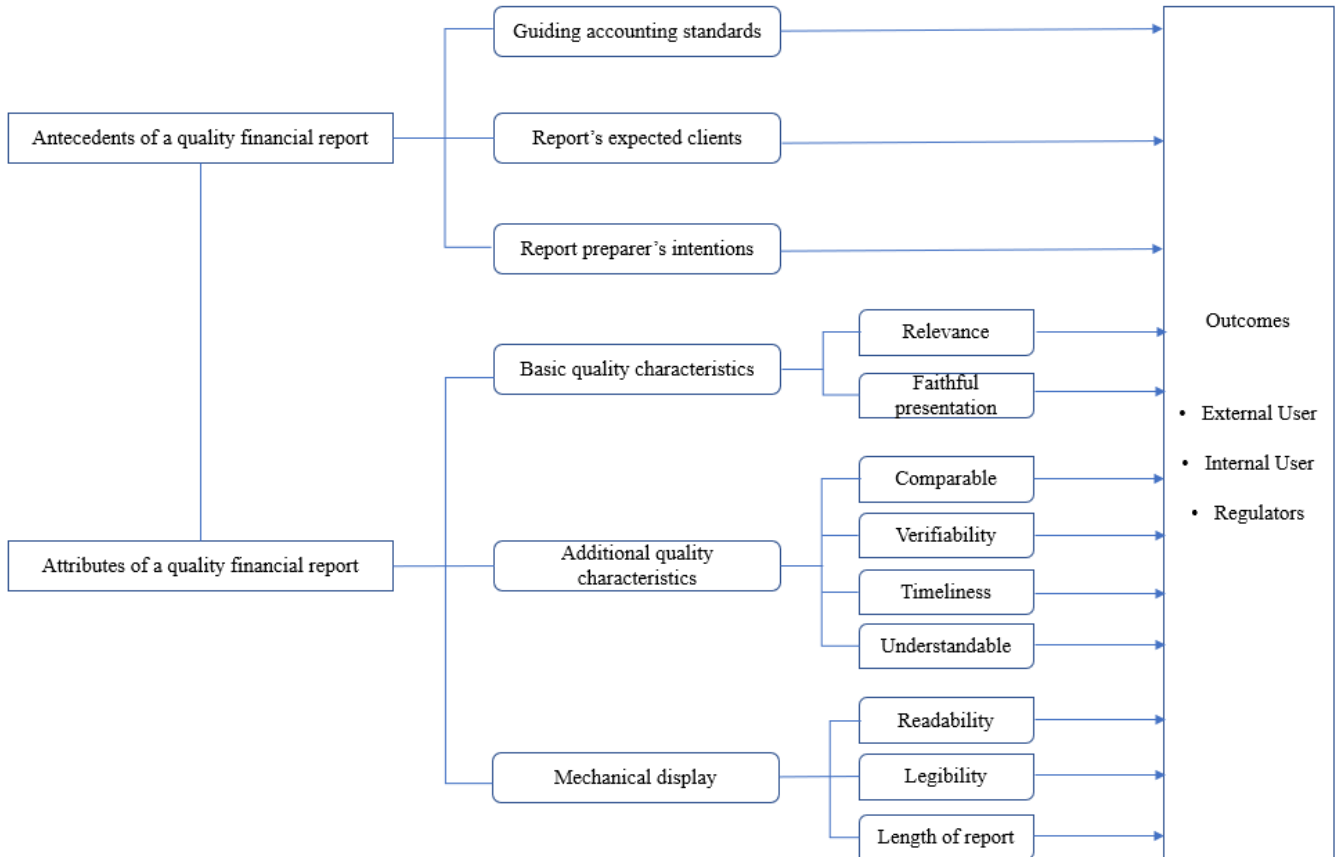 Guiding accounting standards
Antecedents of a quality financial report
Report’s expected clients
Report preparer’s intentions
Relevance
Basic quality characteristics
Faithful
presentation
Comparable
Verifiability
Additional quality
characteristics
Attributes of a quality financial report
Timeliness
Understandable
Readability
Mechanical display
Legibility
Length of report
Outcomes
• External User
• Internal User
• Regulators